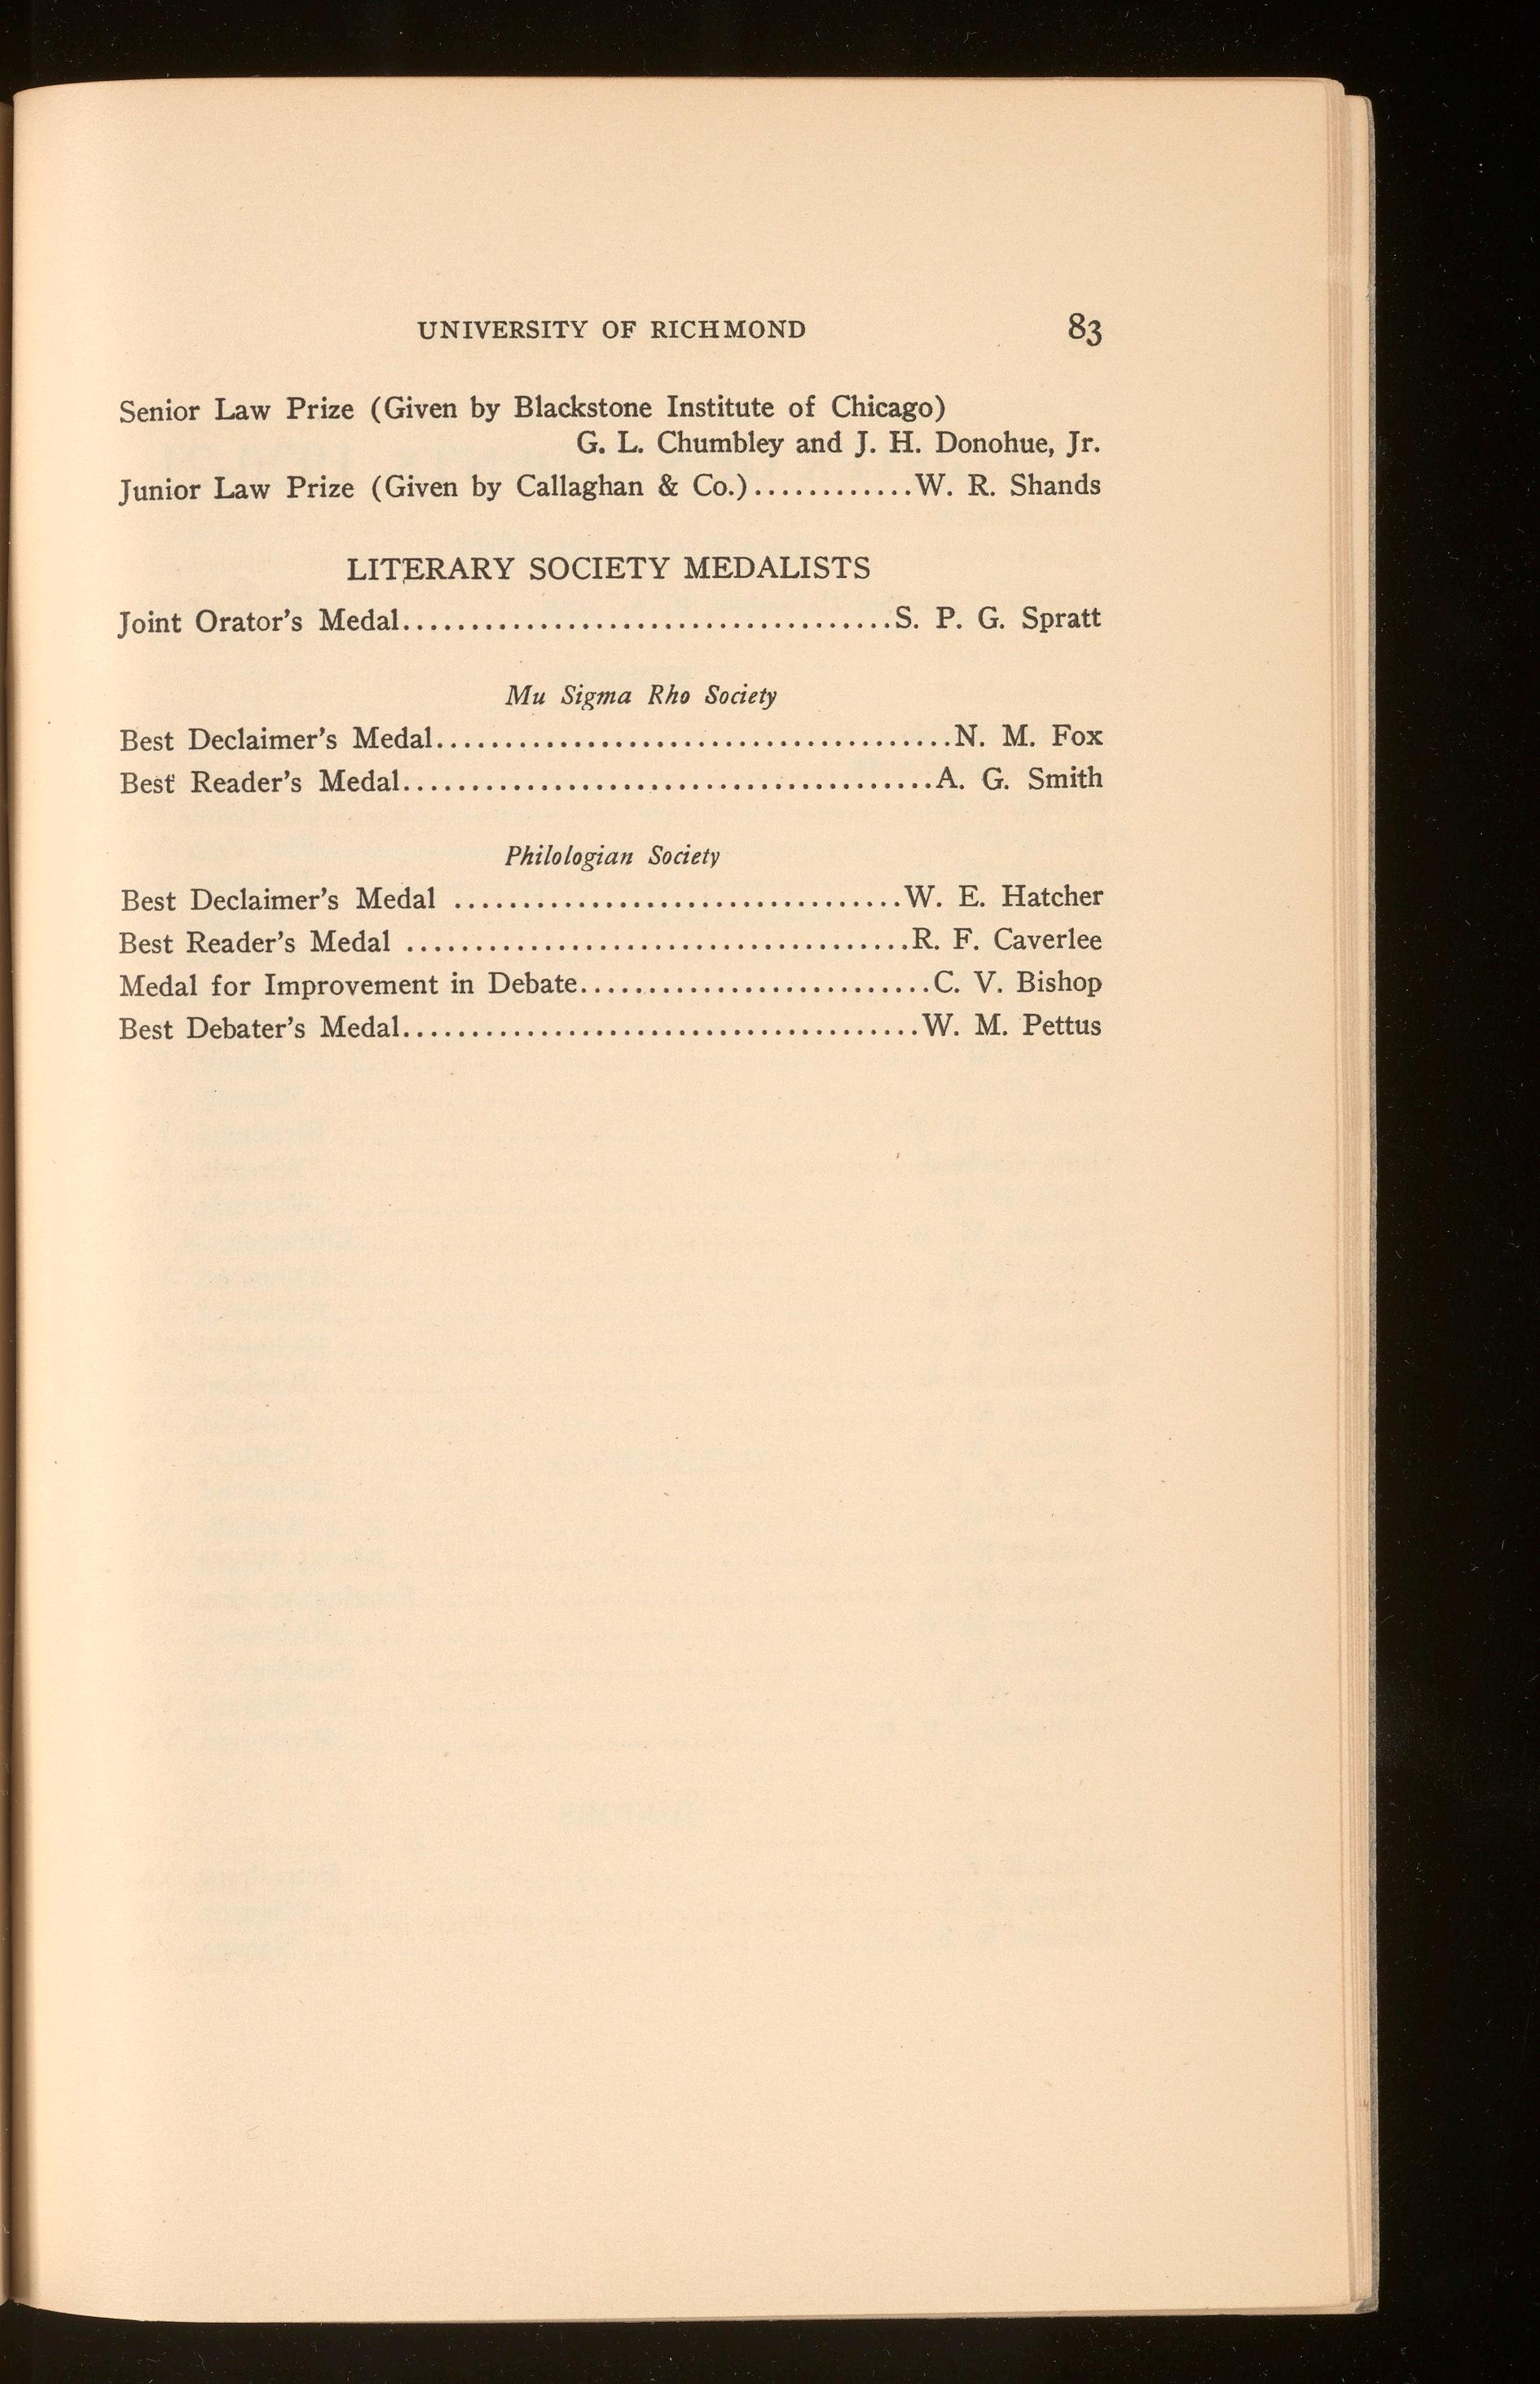 UNIVERSITY OF RICHMOND 83
Senior Law Prize (Given by Blackstone Institute of Chicago)
G. L. Chumbley and J. H. Donohue, Jr.
Junior Law Prize (Given by Callaghan & Co.)............W. R. Shands
LITERARY SOCIETY MEDALISTS
Joint Orator's Medal....................................S. P. G. Spratt
Mu Sigma Rho Society
Best Declaimer's Medal......................................N. M. Fox
Best Reader's Medal.......................................A. G. Smith
Philologian Society
Best Declaimer's Medal .................................W. E. Hatcher
Best Reader's Medal .....................................R. F. Caverlee
Medal for Improvement in Debate..........................C. V. Bishop
Best Debater's Medal......................................W. M. Pettus